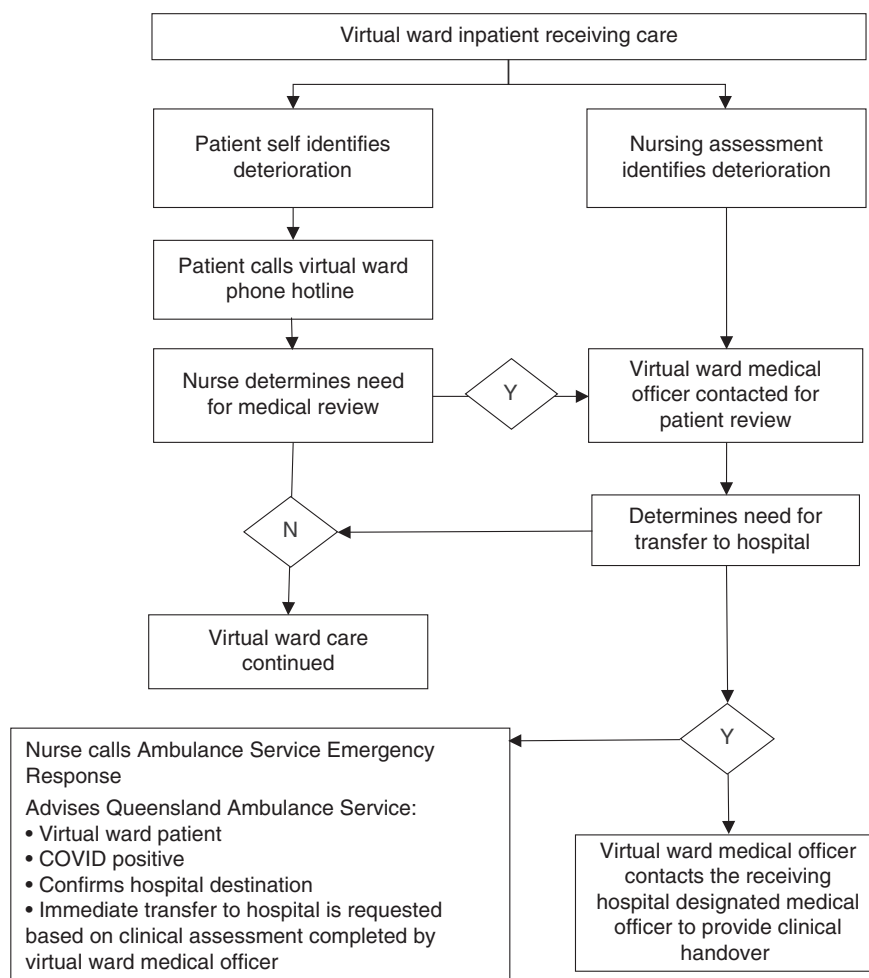 Virtual ward inpatient receiving care
Patient self identifies
deterioration
Nursing assessment
identifies deterioration
Patient calls virtual ward
phone hotline
Nurse determines need
for medical review
Y
Virtual ward medical
officer contacted for
patient review
N
Determines need for
transfer to hospital
Virtual ward care
continued
Y
Nurse calls Ambulance Service Emergency
Response
Advises Queensland Ambulance Service:
• Virtual ward patient
• COVID positive
• Confirms hospital destination
• Immediate transfer to hospital is requested
based on clinical assessment completed by
virtual ward medical officer
Virtual ward medical officer
contacts the receiving
hospital designated medical
officer to provide clinical
handover